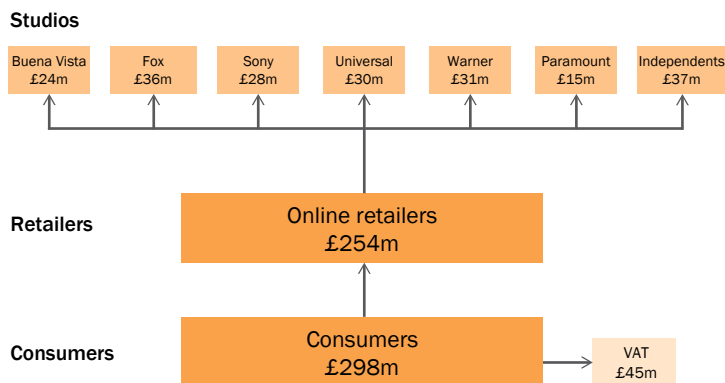 Studios
Buena Vista
£24m
Fox
£36m
Sony
£28m
Universal
£30m
Warner
£31m
Paramount
£15m
Independents
£37m
Retailers
Online retailers
£254m
Consumers
Consumers
£298m
VAT
£45m